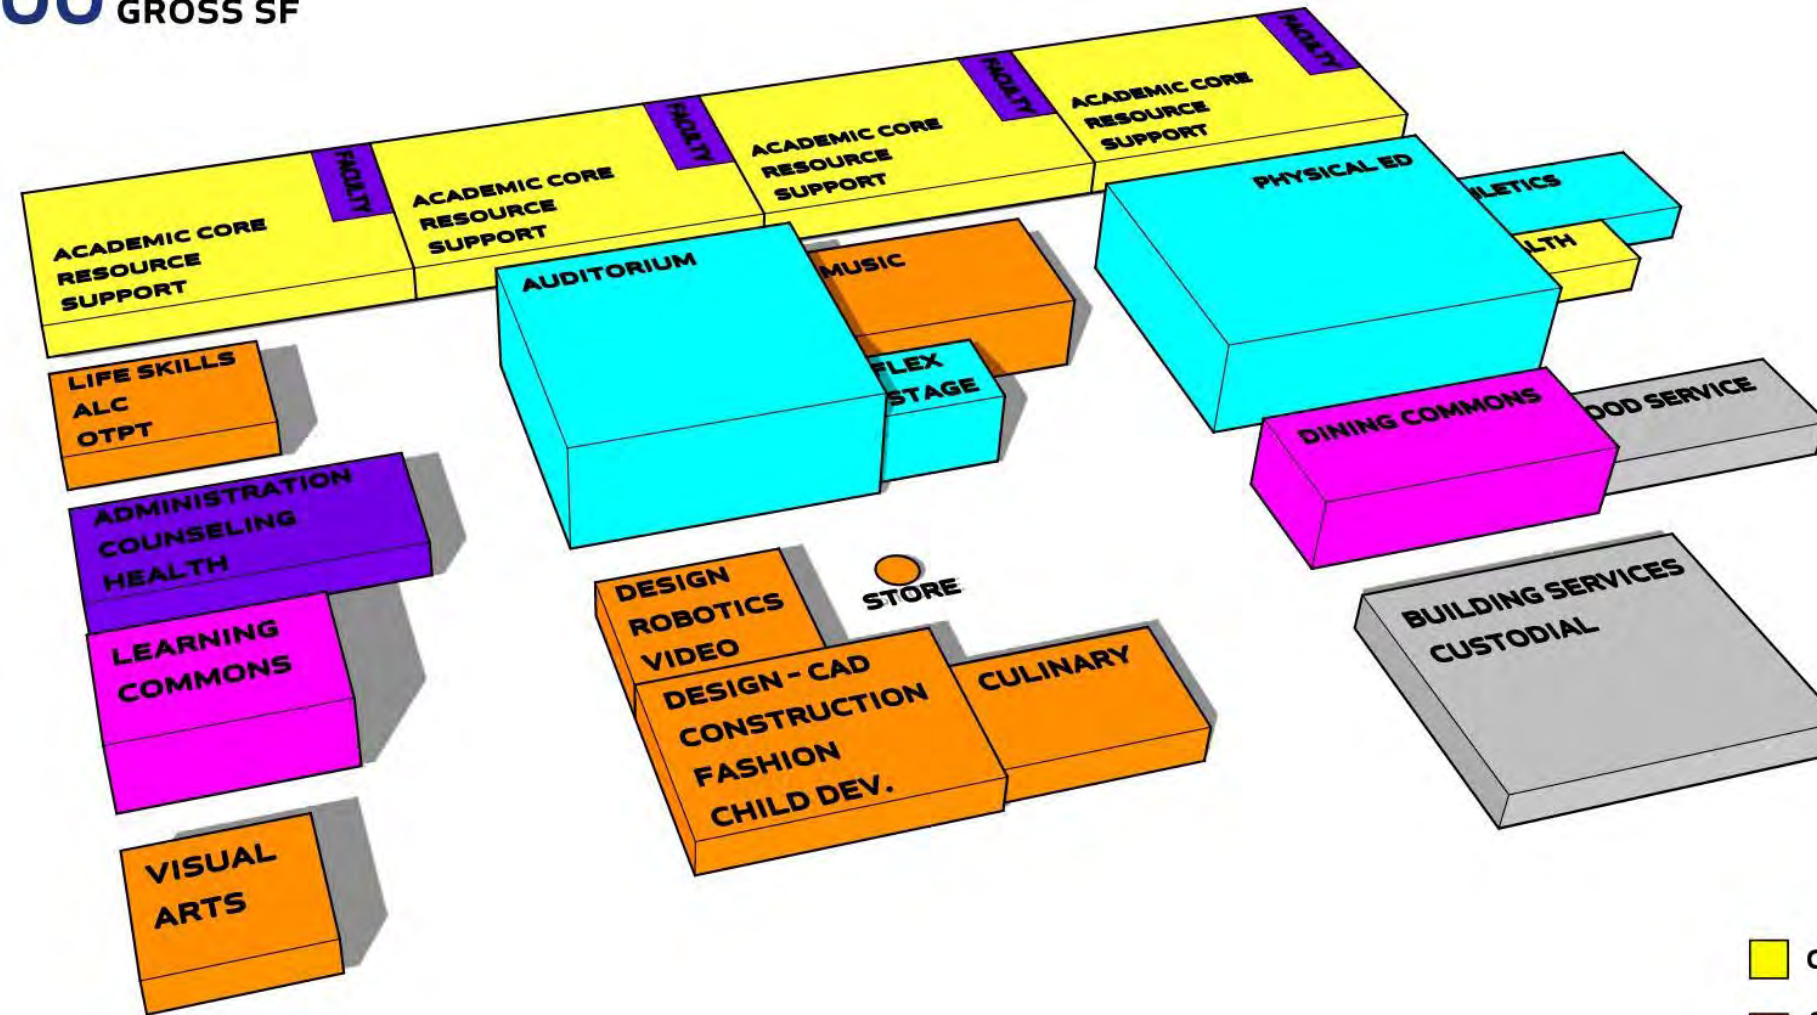 GROSS SF
FACULTY
ACADEMIC CORE
RESOURCE
SUPPORT
FACULTY
ACADEMIC CORE
RESOURCE
SUPPORT
FACULTY
ACADEMIC CORE
RESOURCE
SUPPORT
FACULTY
ACADEMIC CORE
RESOURCE
SUPPORT
PHYSICAL ED
AUDITORIUM
MUSIC
FLEX
STAGE
LIFE SKILLS
ALC
OTPT
DINING COMMONS
SERVICE
ADMINISTRATION
COUNSELING
HEALTH
LEARNING
COMMONS
VISUAL
ARTS
DESIGN
ROBOTICS
VIDEO
STORE
DESIGN - CAD
CONSTRUCTION
FASHION
CHILD DEV.
CULINARY
BUILDING SERVICES
CUSTODIAL